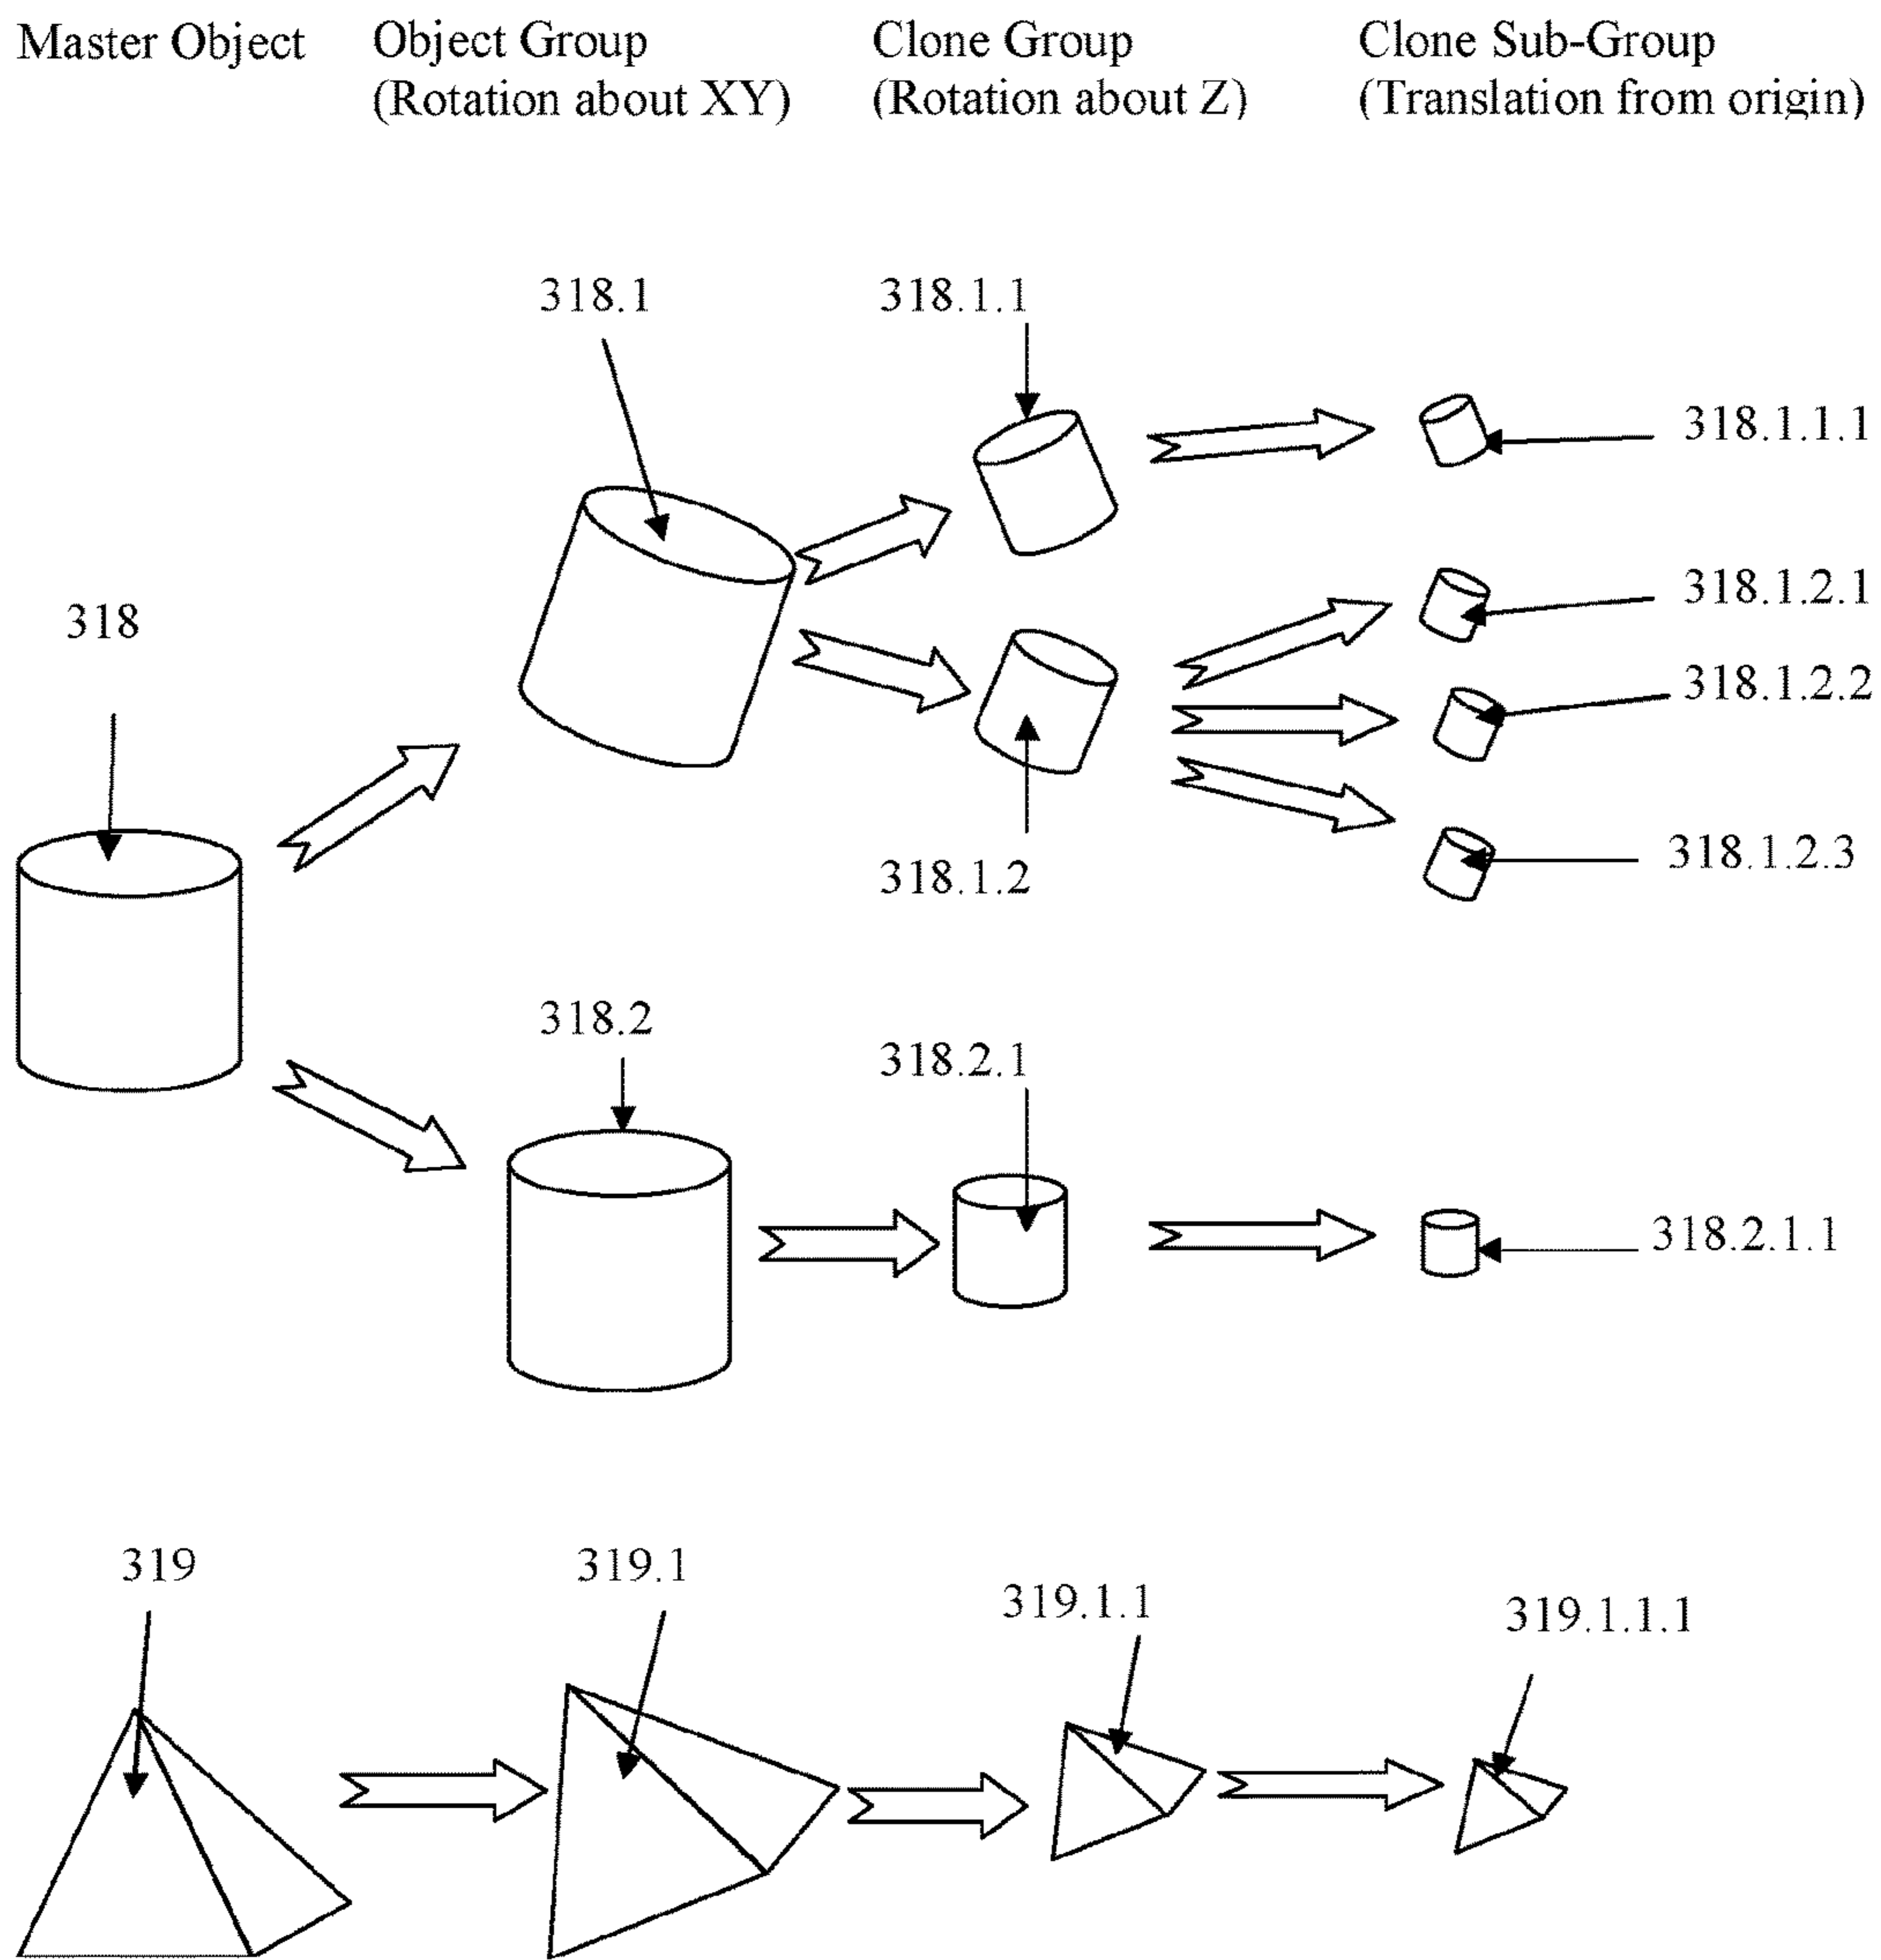 Master Object
Object Group
(Rotation about XY)
Clone Group
(Rotation about Z)
Clone Sub-Group
(Translation from origin)
318.1
318.1.1
318.1.1.1
318.1.2.1
318
318.1.2.2
318.1.2.3
318.1.2
318.2
318.2.1
318.2.1.1
319
319.1
319.1.1
319.1.1.1